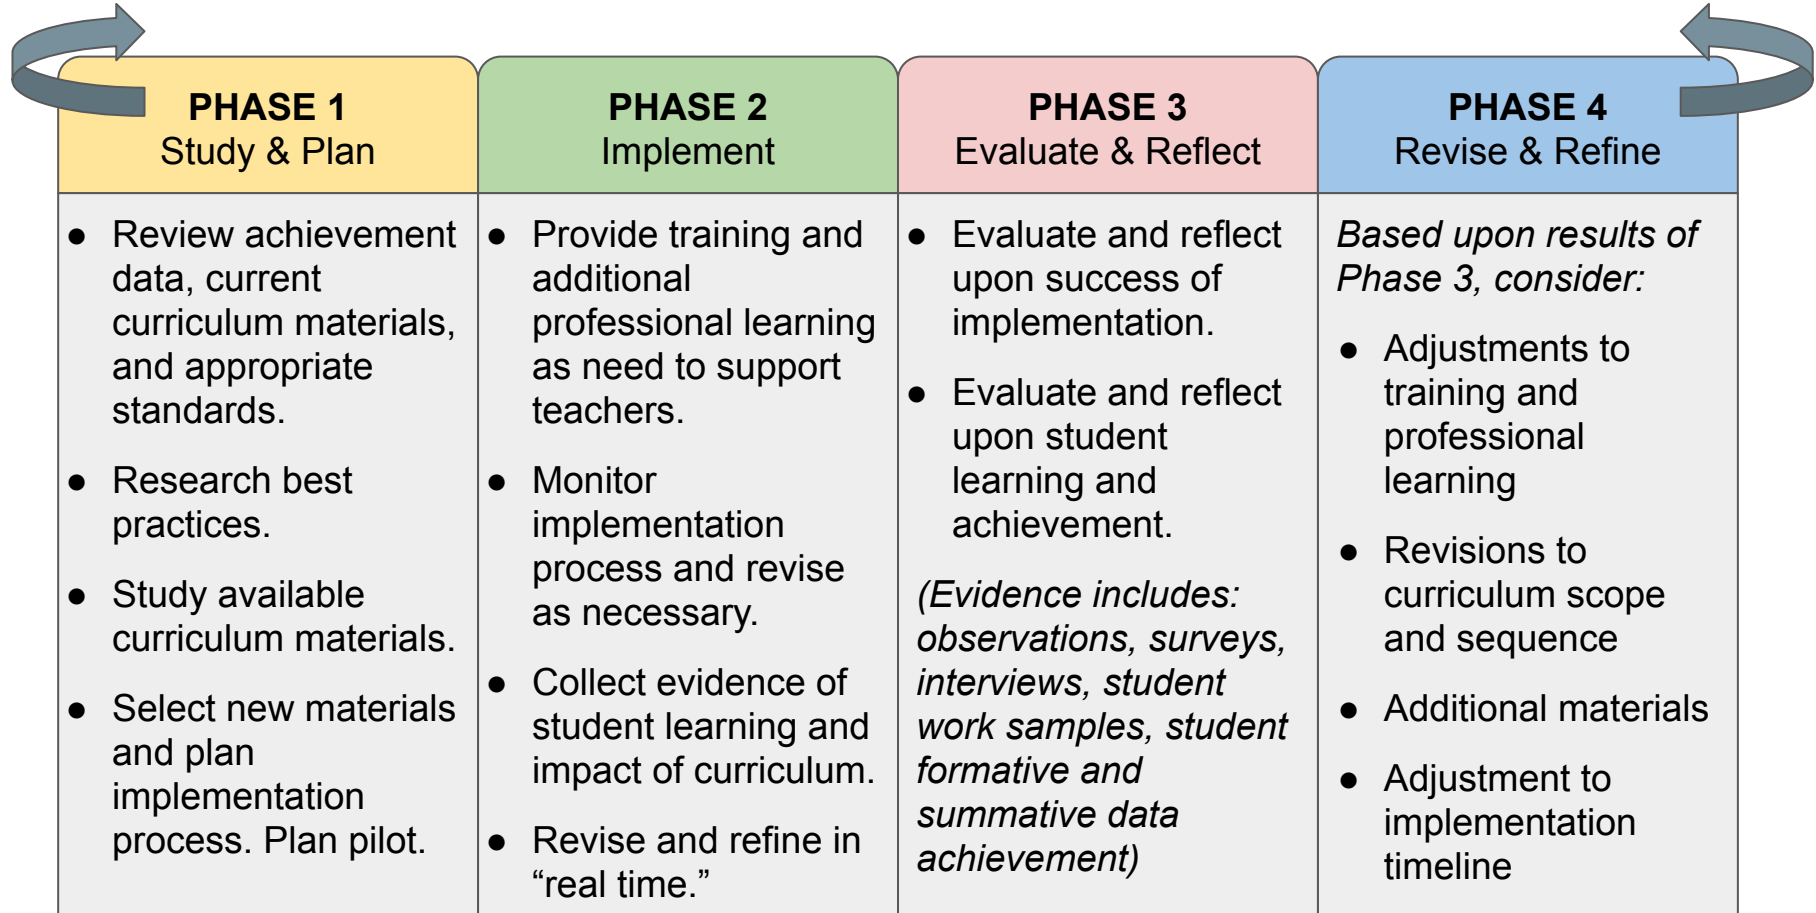 PHASE 1
Study & Plan
● Review achievement
data, current
curriculum materials,
and appropriate
standards.
● Research best
practices.
● Study available
curriculum materials.
● Select new materials
and plan
implementation
process. Plan pilot.
PHASE 2
Implement
● Provide training and
additional
professional learning
as need to support
teachers.
● Monitor
implementation
process and revise
as necessary.
● Collect evidence of
student learning and
impact of curriculum.
● Revise and refine in
“real time.”
PHASE 3
Evaluate & Reflect
● Evaluate and reflect
upon success of
implementation.
● Evaluate and reflect
upon student
learning and
achievement.
(Evidence includes:
observations, surveys,
interviews, student
work samples, student
formative and
summative data
achievement)
PHASE 4
Revise & Refine
Based upon results of
Phase 3, consider:
● Adjustments to
training and
professional
learning
● Revisions to
curriculum scope
and sequence
● Additional materials
● Adjustment to
implementation
timeline